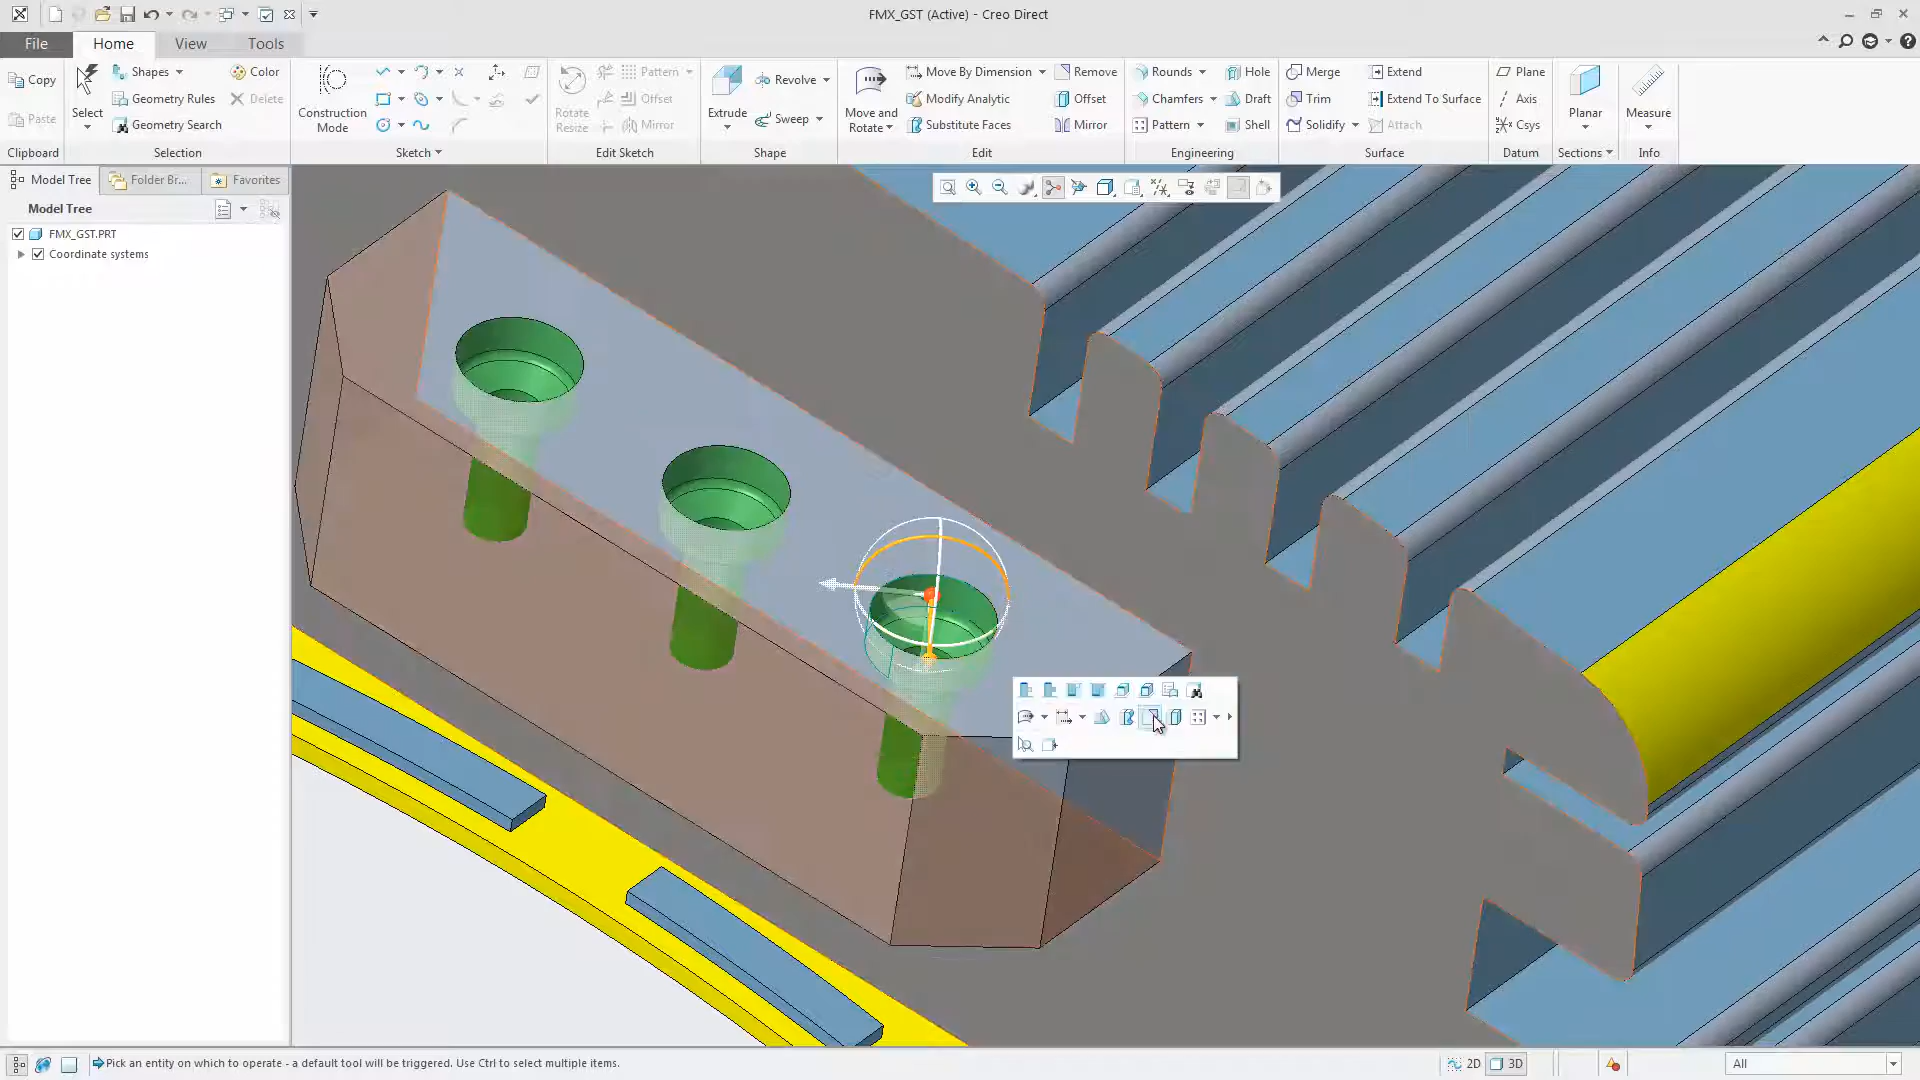 FMX_GST (Active) - Creo Direct
File Home View Tools
Copy
Paste
Clipboard
Select
Shapes
Geometry Rules
Geometry Search
Color
Delete
Selection
Construction Mode
Sketch
Rotate Resize
Pattern
Offset
Mirror
Edit Sketch
Extrude
Revolve
Sweep
Shape
Move and Rotate
Move By Dimension
Modify Analytic
Substitute Faces
Remove
Offset
Mirror
Edit
Rounds
Chamfers
Pattern
Hole
Draft
Shell
Engineering
Merge
Trim
Solidify
Extend
Extend To Surface
Attach
Surface
Plane
Axis
Csys
Datum
Planar
Sections
Measure
Info
Model Tree Folder Br... Favorites
Model Tree
FMX_GST.PRT
Coordinate systems
Pick an entity on which to operate - a default tool will be triggered. Use Ctrl to select multiple items.
2D 3D
All